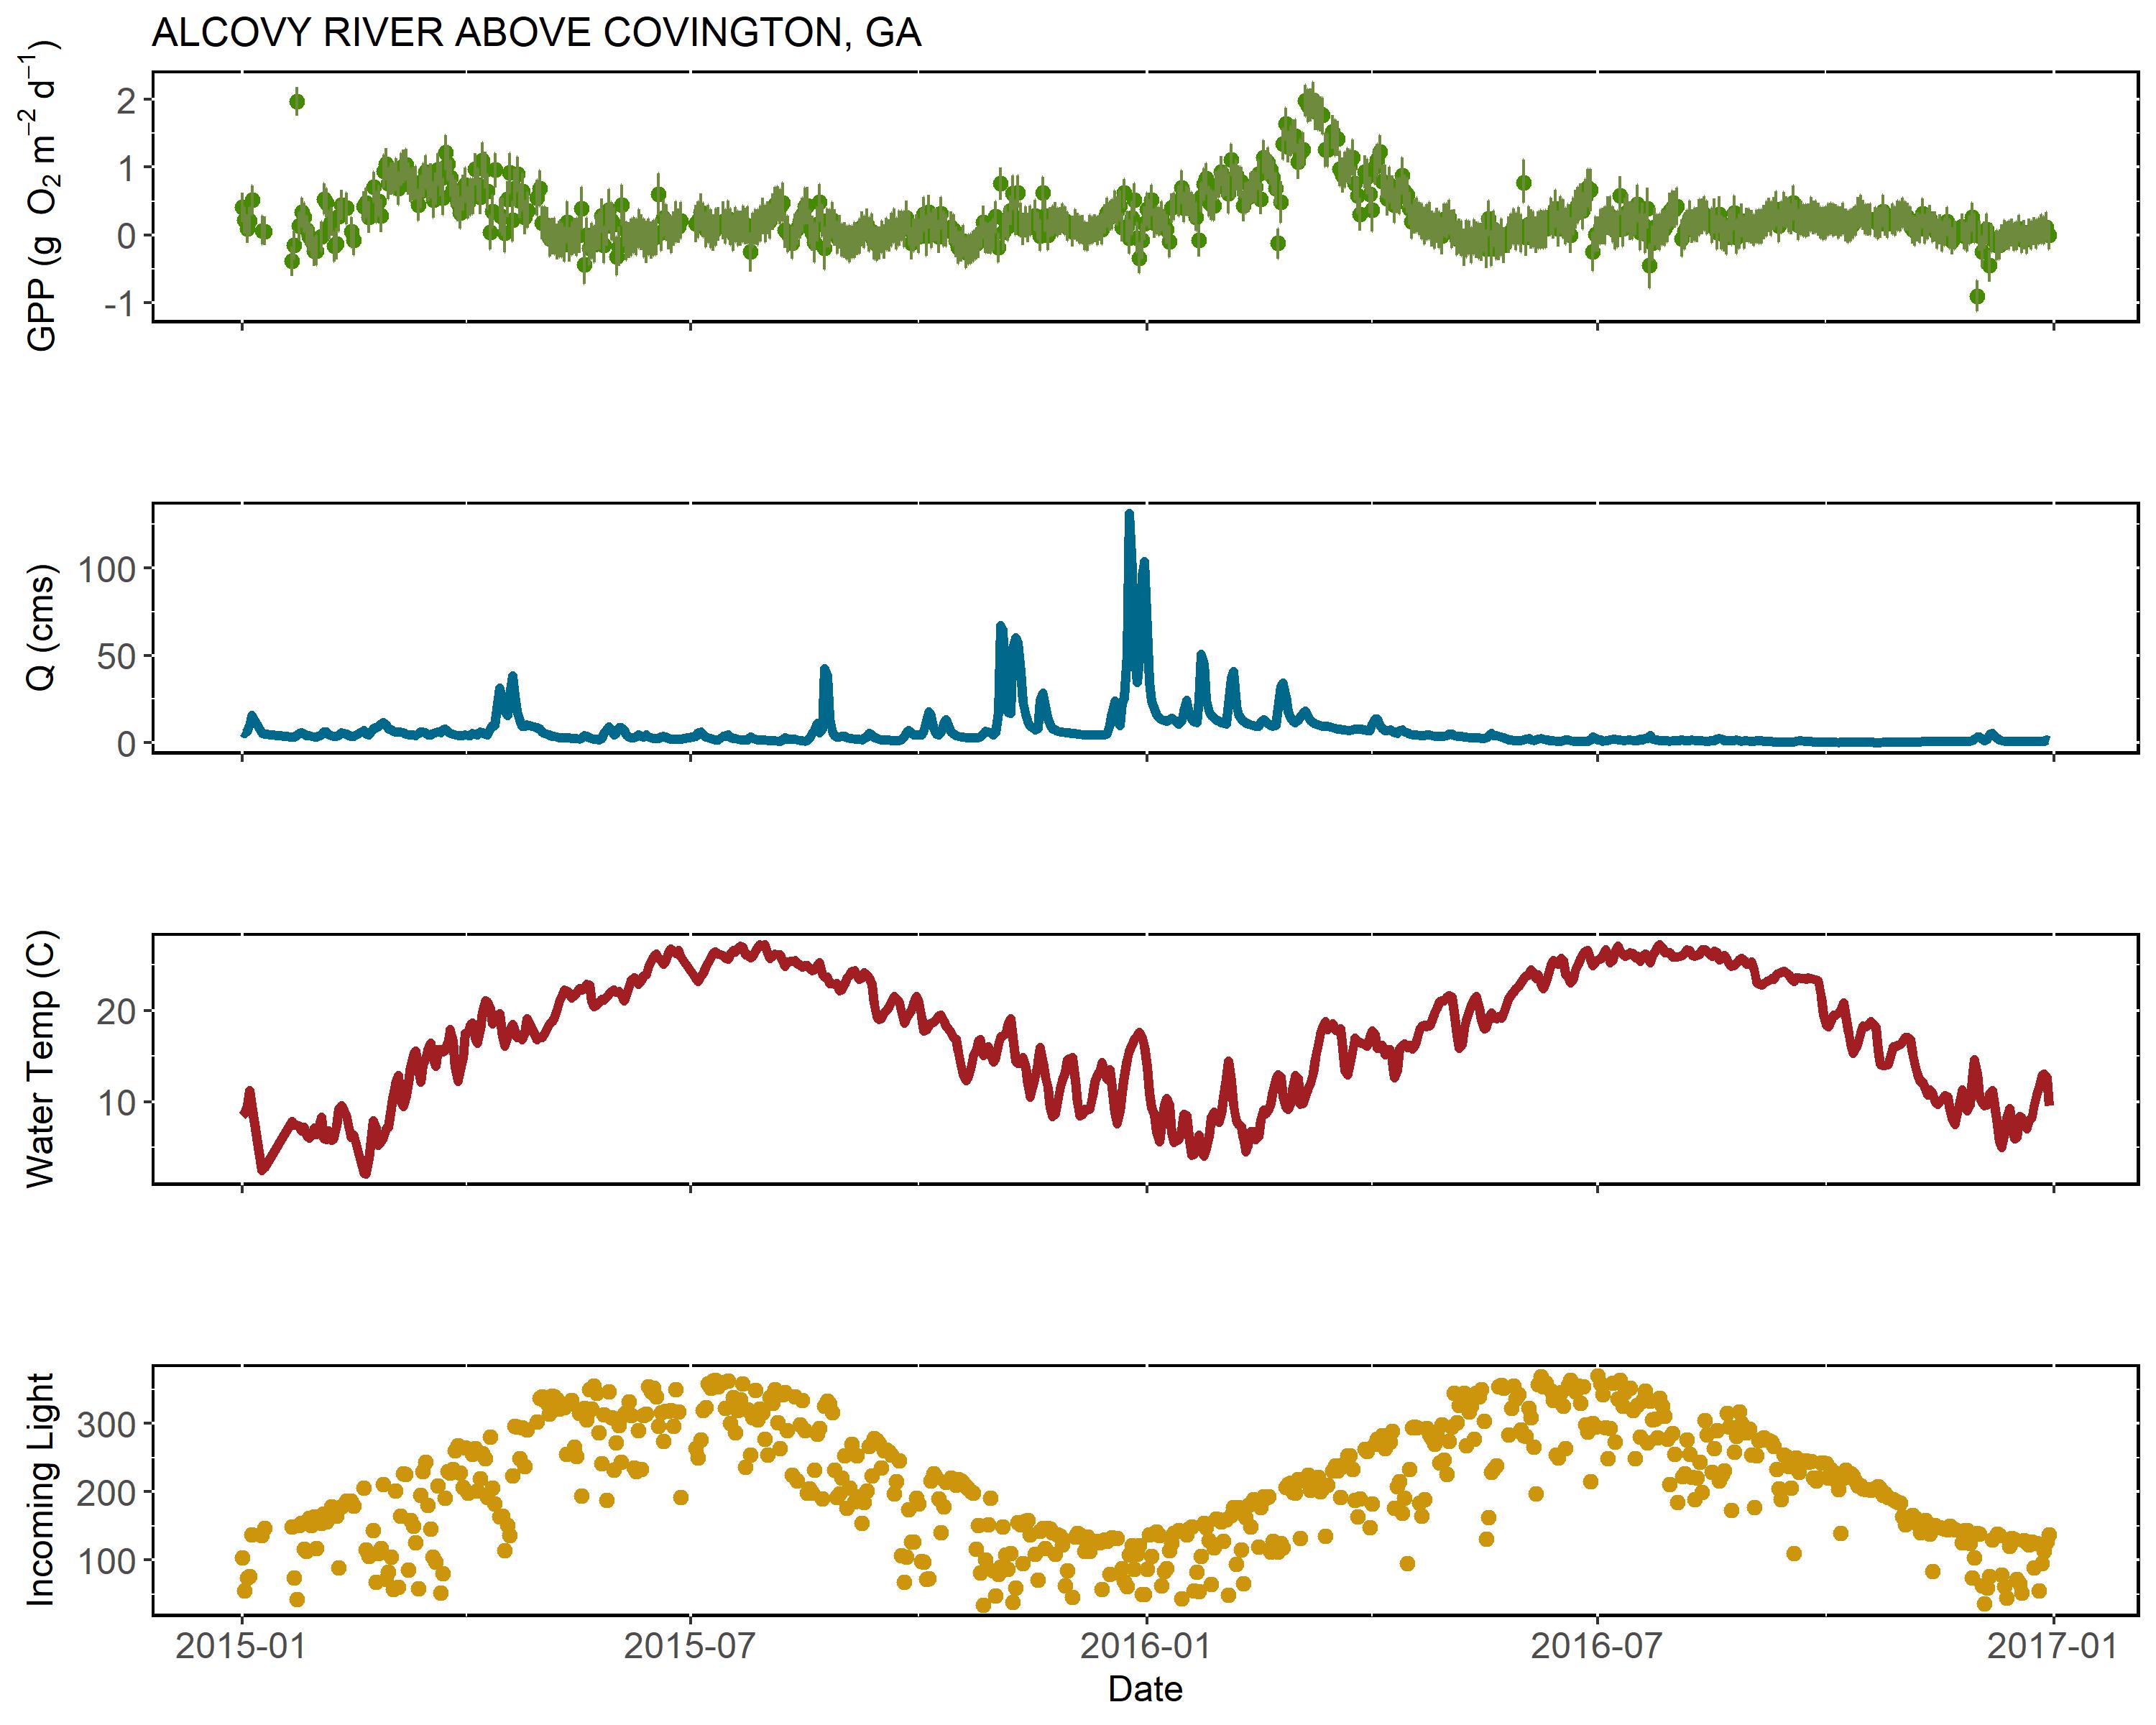 ALCOVY RIVER ABOVE COVINGTON, GA
GPP (g O₂ m⁻² d⁻¹)
2
1
0
-1
Q (cms)
100
50
0
Water Temp (C)
20
10
Incoming Light
300
200
100
2015-01 2015-07 2016-01 2016-07 2017-01
Date